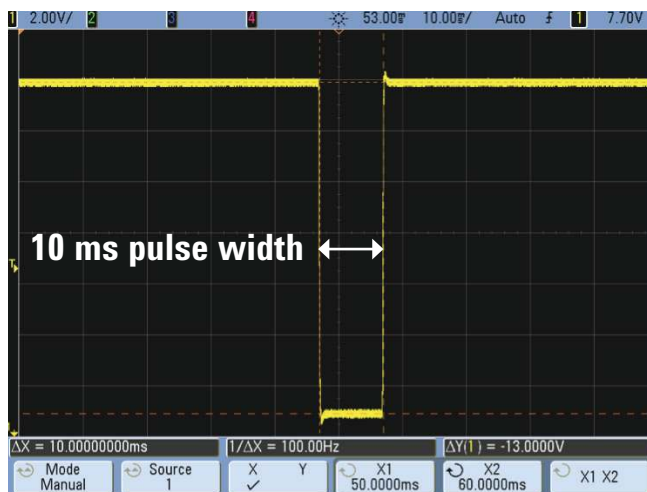 1 2.00V/ 2 3 4 53.00ms 10.00ms/ Auto 1 7.70V
10 ms pulse width
T
ΔX = 10.00000000ms 1/ΔX = 100.00Hz ΔY(1) = -13.0000V
Mode Source X Y X1 X2 X1 X2
Manual 1 ✓ 50.0000ms 60.0000ms